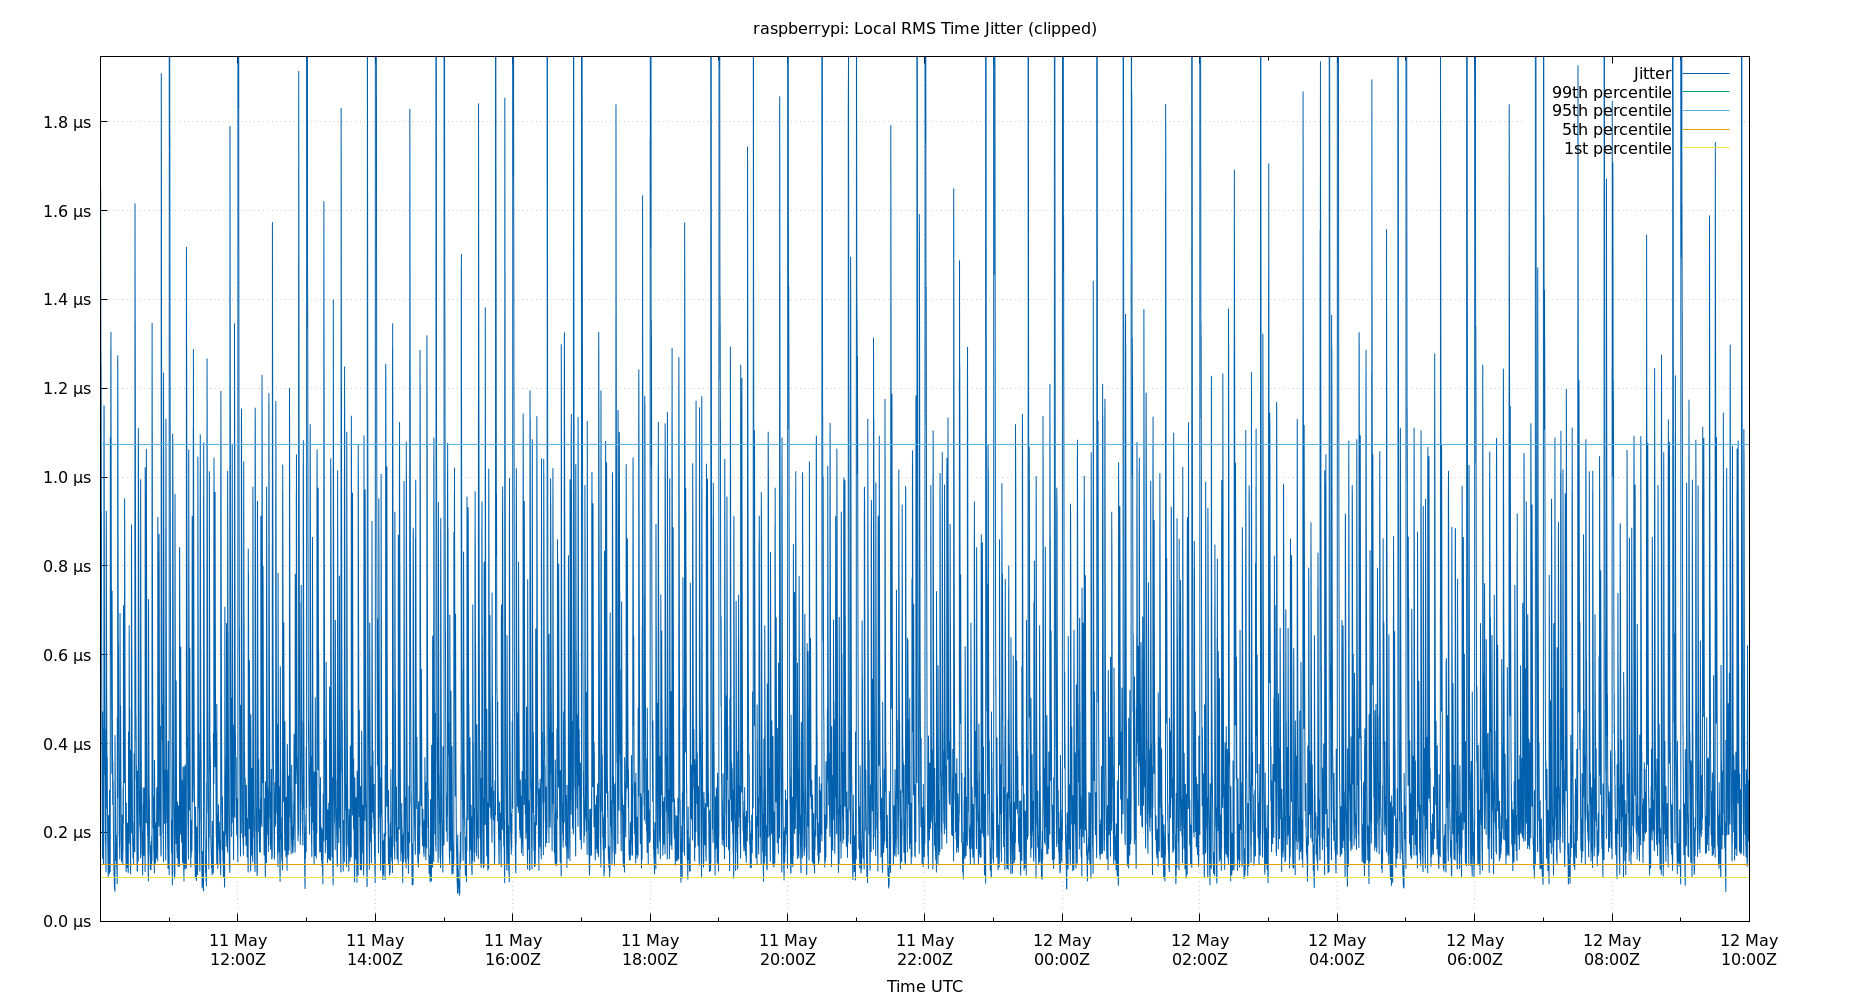 raspberrypi: Local RMS Time Jitter (clipped)
Jitter
99th percentile
95th percentile
5th percentile
1st percentile
1.8 μs
1.6 μs
1.4 μs
1.2 μs
1.0 μs
0.8 μs
0.6 μs
0.4 μs
0.2 μs
0.0 μs
11 May 11 May 11 May 11 May 11 May 11 May 12 May 12 May 12 May 12 May 12 May 12 May
12:00Z 14:00Z 16:00Z 18:00Z 20:00Z 22:00Z 00:00Z 02:00Z 04:00Z 06:00Z 08:00Z 10:00Z
Time UTC